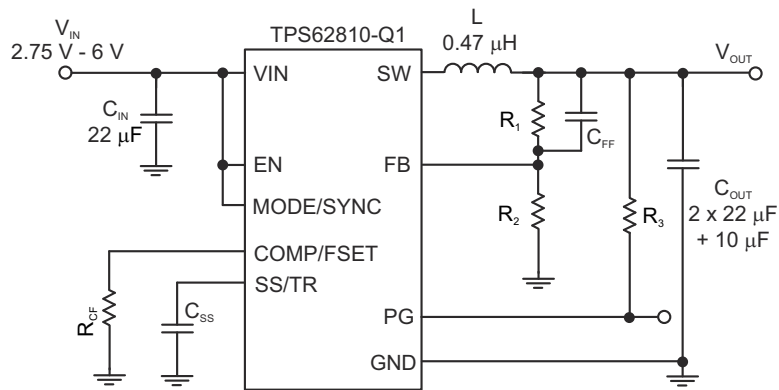 TPS62810-Q1
V_IN
2.75 V - 6 V
L
0.47 μH
V_OUT
VIN
SW
C_IN
22 μF
R_1
C_FF
EN
FB
MODE/SYNC
R_2
R_3
C_OUT
2 x 22 μF
+ 10 μF
COMP/FSET
SS/TR
R_CF
C_SS
PG
GND